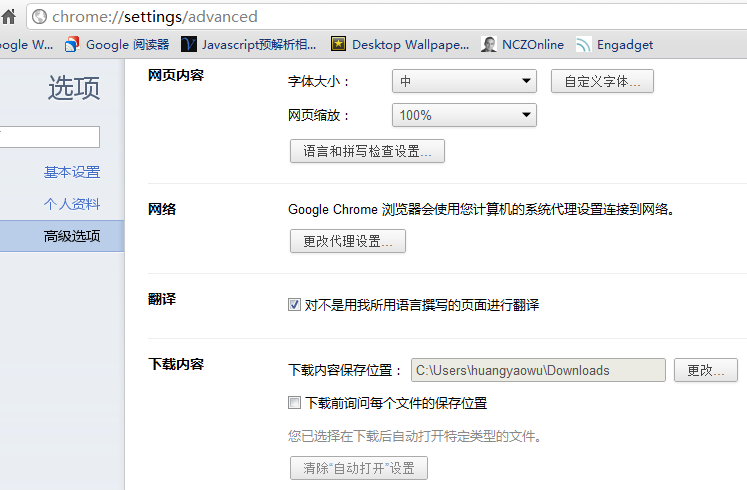 chrome://settings/advanced
ogle W... Google 阅读器 Javascript预解析相... Desktop Wallpape... NCZOnline Engadget
选项
基本设置
个人资料
高级选项
网页内容
字体大小： 中 自定义字体...
网页缩放： 100%
语言和拼写检查设置...
网络
Google Chrome 浏览器会使用您计算机的系统代理设置连接到网络。
更改代理设置...
翻译
对不是用我所用语言撰写的页面进行翻译
下载内容
下载内容保存位置： C:\Users\huangyaowu\Downloads 更改...
下载前询问每个文件的保存位置
您已选择在下载后自动打开特定类型的文件。
清除“自动打开”设置